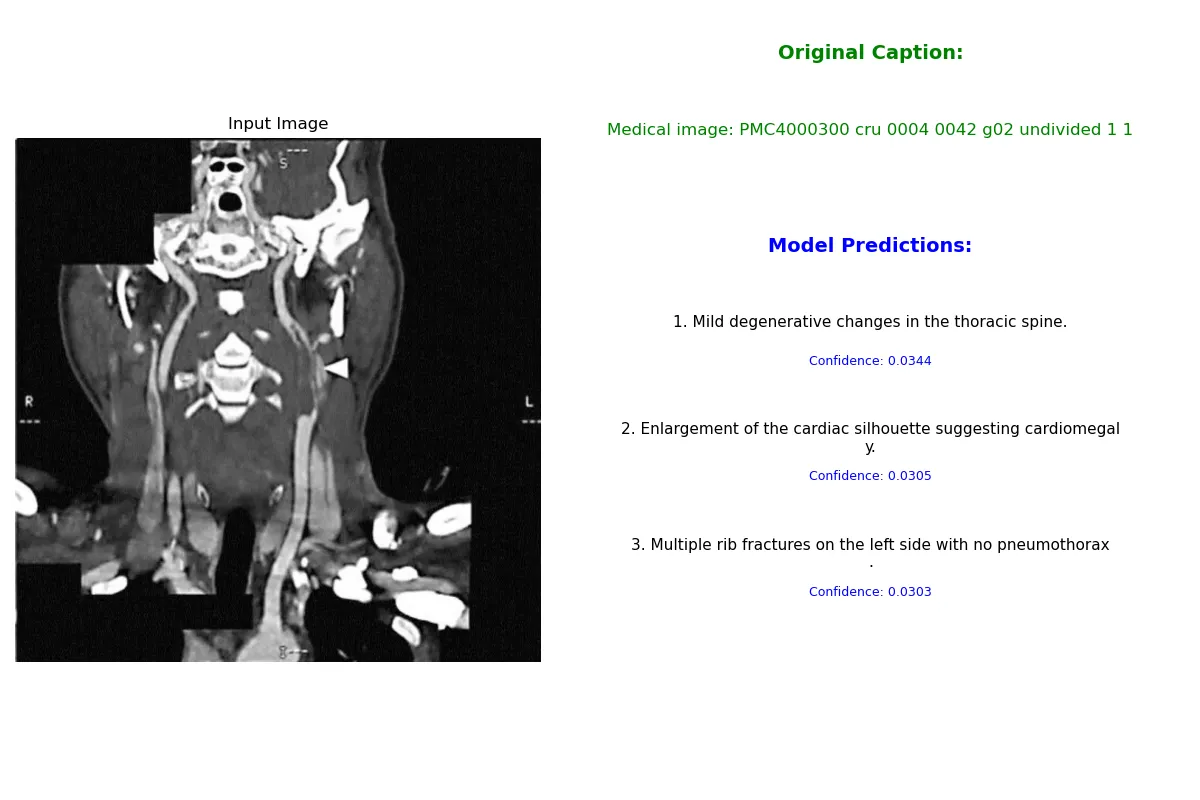 Original Caption:
Input Image
Medical image: PMC4000300 cru 0004 0042 g02 undivided 1 1
S
R
L
Model Predictions:
1. Mild degenerative changes in the thoracic spine.
Confidence: 0.0344
2. Enlargement of the cardiac silhouette suggesting cardiomegal
y.
Confidence: 0.0305
3. Multiple rib fractures on the left side with no pneumothorax
.
Confidence: 0.0303